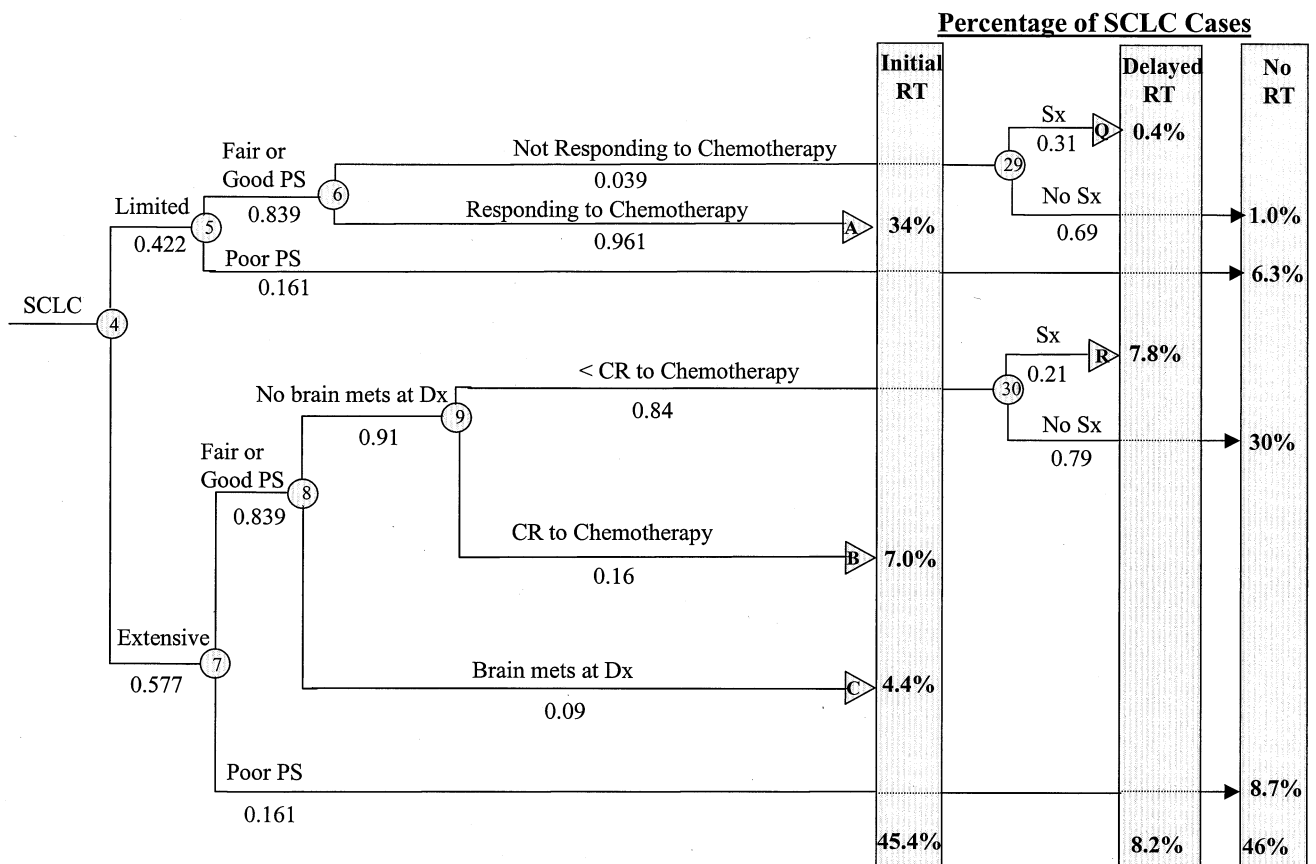 Percentage of SCLC Cases
Initial
RT
Delayed
RT
No
RT
Sx
Q
0.4%
0.31
Fair or
Good PS
Not Responding to Chemotherapy
29
0.039
6
No Sx
Limited
0.839
Responding to Chemotherapy
1.0%
5
A
34%
0.422
0.961
0.69
Poor PS
6.3%
0.161
SCLC
4
Sx
R
7.8%
< CR to Chemotherapy
0.21
No brain mets at Dx
30
9
0.84
No Sx
0.91
30%
Fair or
Good PS
0.79
8
0.839
CR to Chemotherapy
B
7.0%
0.16
Extensive
7
Brain mets at Dx
C
4.4%
0.577
0.09
Poor PS
8.7%
0.161
45.4%
8.2%
46%